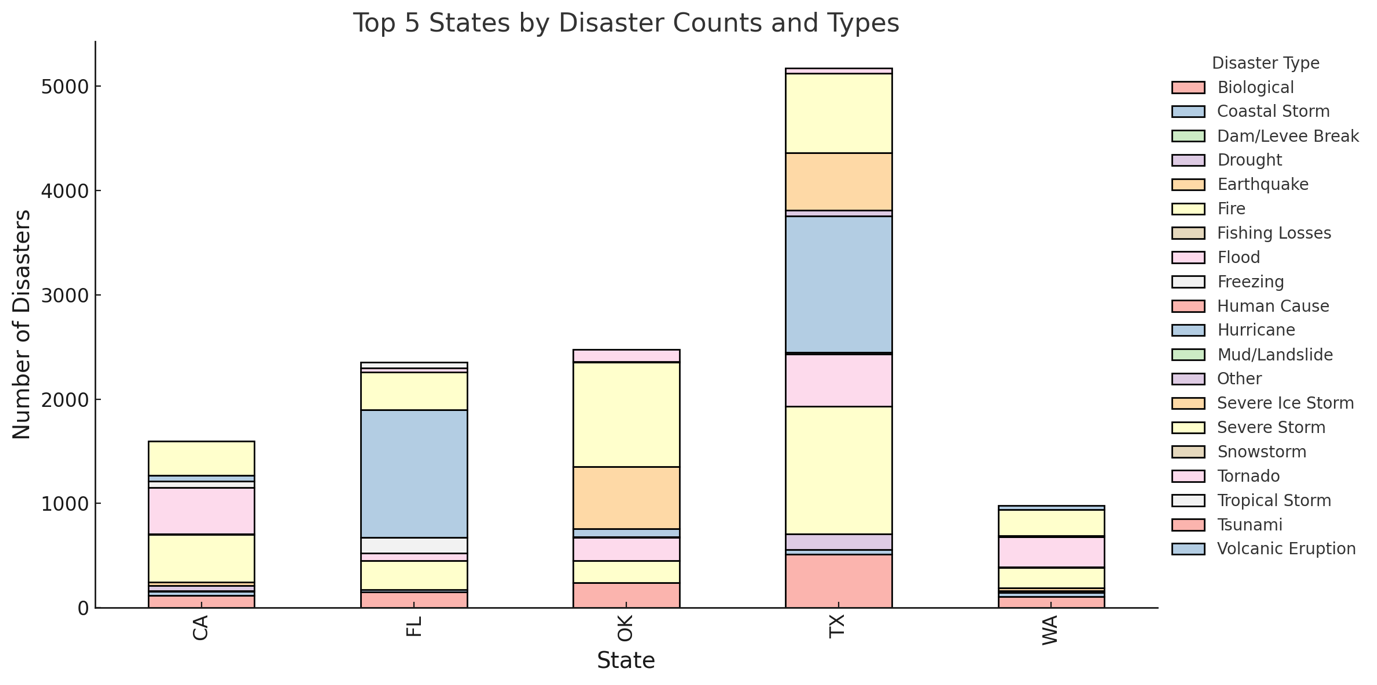 Top 5 States by Disaster Counts and Types
Number of Disasters
5000
4000
3000
2000
1000
0
CA
FL
OK
TX
WA
State
Disaster Type
Biological
Coastal Storm
Dam/Levee Break
Drought
Earthquake
Fire
Fishing Losses
Flood
Freezing
Human Cause
Hurricane
Mud/Landslide
Other
Severe Ice Storm
Severe Storm
Snowstorm
Tornado
Tropical Storm
Tsunami
Volcanic Eruption